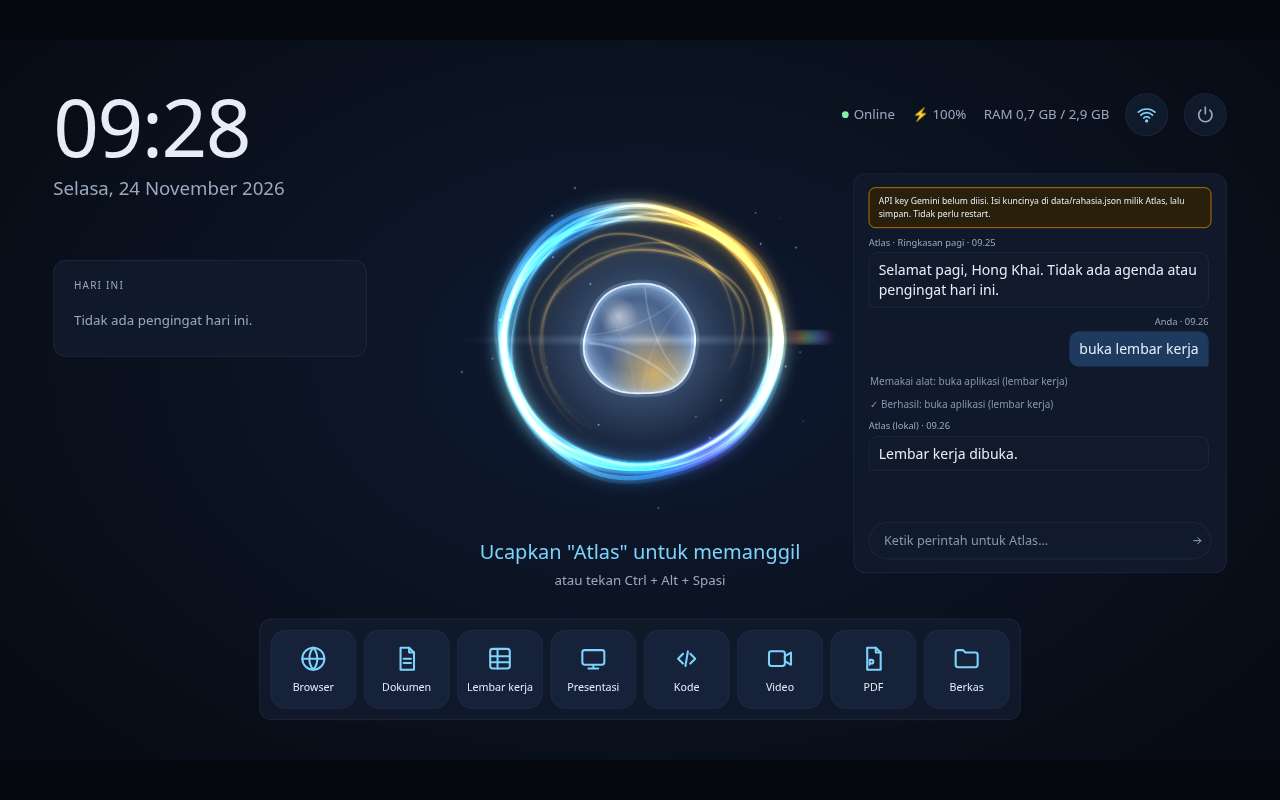 09:28
Selasa, 24 November 2026
Online
⚡ 100%
RAM 0,7 GB / 2,9 GB
HARI INI
Tidak ada pengingat hari ini.
API key Gemini belum diisi. Isi kuncinya di data/rahasia.json milik Atlas, lalu
simpan. Tidak perlu restart.
Atlas · Ringkasan pagi · 09.25
Selamat pagi, Hong Khai. Tidak ada agenda atau
pengingat hari ini.
Anda · 09.26
buka lembar kerja
Memakai alat: buka aplikasi (lembar kerja)
✓ Berhasil: buka aplikasi (lembar kerja)
Atlas (lokal) · 09.26
Lembar kerja dibuka.
Ketik perintah untuk Atlas...
Ucapkan "Atlas" untuk memanggil
atau tekan Ctrl + Alt + Spasi
Browser
Dokumen
Lembar kerja
Presentasi
Kode
Video
PDF
Berkas